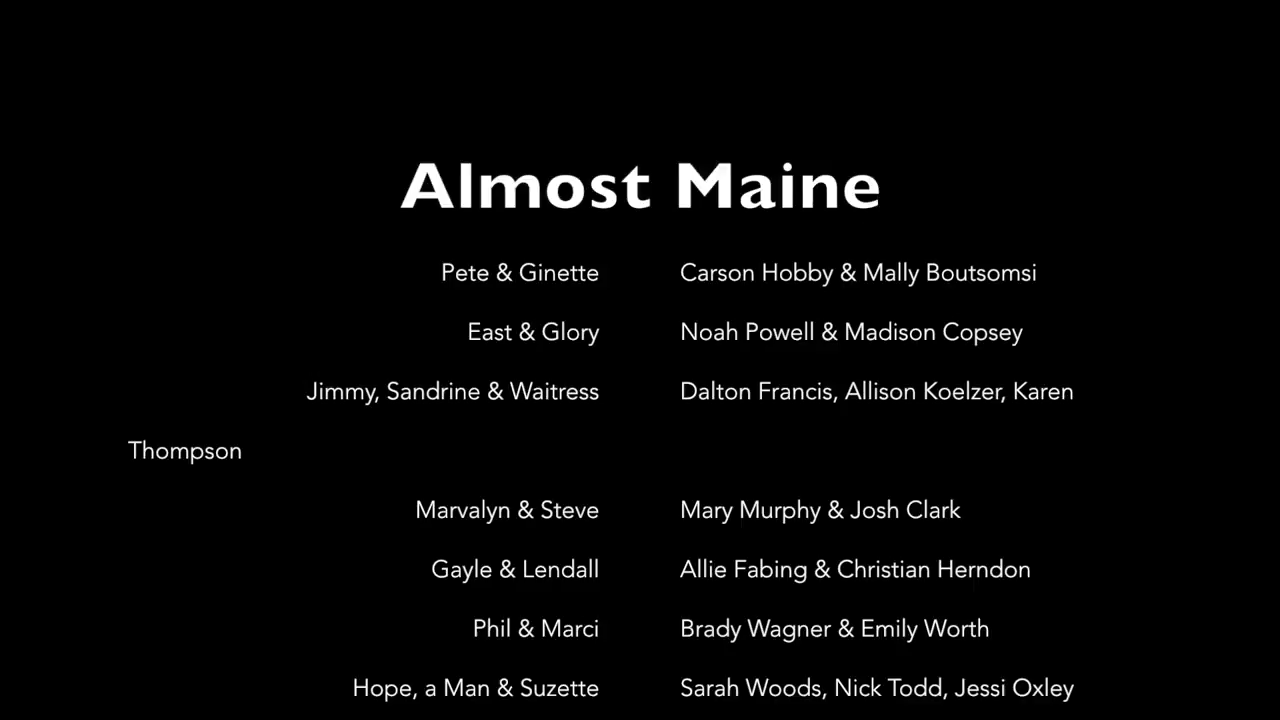 Almost Maine
Pete & Ginette Carson Hobby & Mally Boutsomsi
East & Glory Noah Powell & Madison Copsey
Jimmy, Sandrine & Waitress Dalton Francis, Allison Koelzer, Karen
Thompson
Marvalyn & Steve Mary Murphy & Josh Clark
Gayle & Lendall Allie Fabing & Christian Herndon
Phil & Marci Brady Wagner & Emily Worth
Hope, a Man & Suzette Sarah Woods, Nick Todd, Jessi Oxley